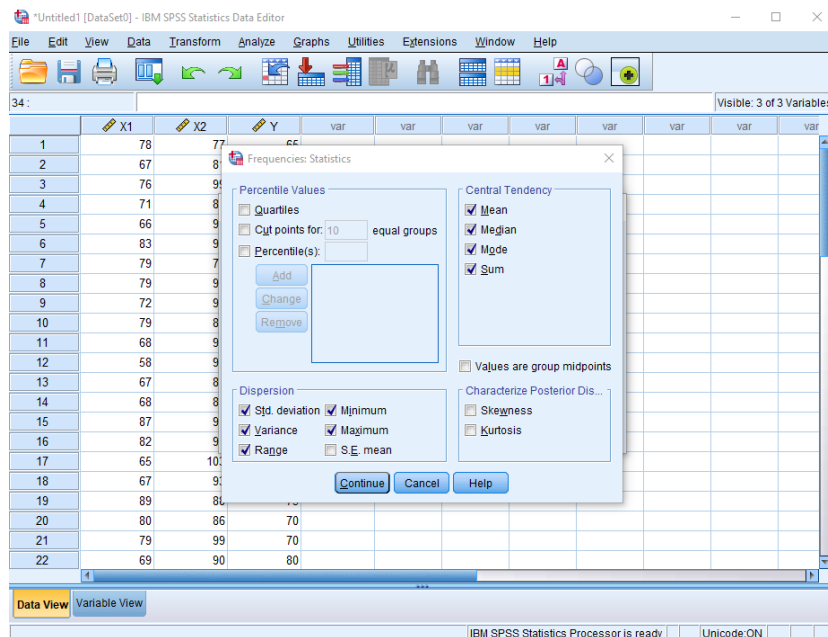 *Untitled1 [DataSet0] - IBM SPSS Statistics Data Editor
File Edit View Data Transform Analyze Graphs Utilities Extensions Window Help
34 : Visible: 3 of 3 Variables
X1 X2 Y var var var var var var var var
1 78 77 65
2 67
3 76
4 71
5 66
6 83
7 79
8 79
9 72
10 79
11 68
12 58
13 67
14 68
15 87
16 82
17 65
18 67
19 89
20 80 86 70
21 79 99 70
22 69 90 80
Frequencies: Statistics
Percentile Values
Quartiles
Cut points for: 10 equal groups
Percentile(s):
Add
Change
Remove
Central Tendency
Mean
Median
Mode
Sum
Values are group midpoints
Dispersion
Std. deviation Minimum
Variance Maximum
Range S.E. mean
Characterize Posterior Dis...
Skewness
Kurtosis
Continue Cancel Help
Data View Variable View
IBM SPSS Statistics Processor is ready Unicode:ON